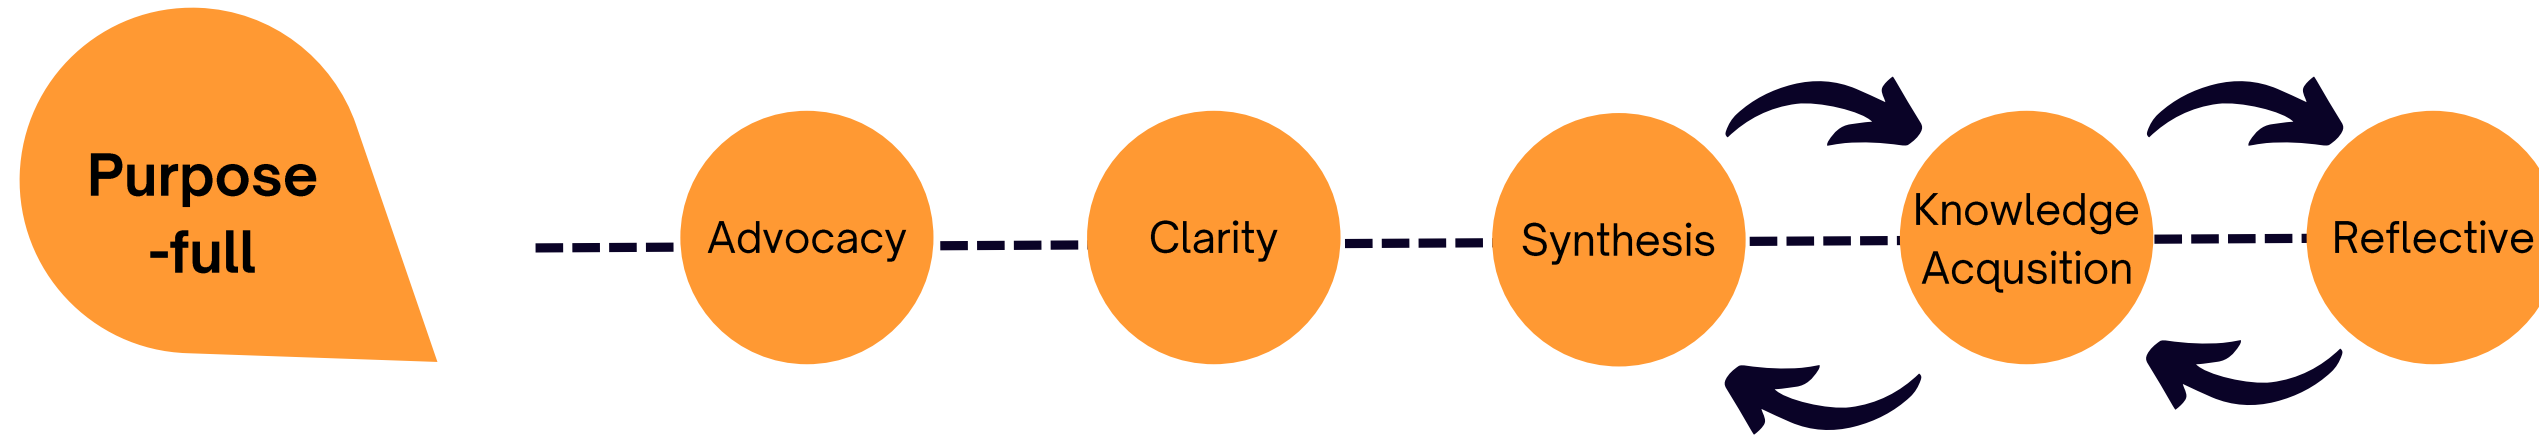 Purpose
-full
Advocacy
Clarity
Synthesis
Knowledge
Acqusition
Reflective